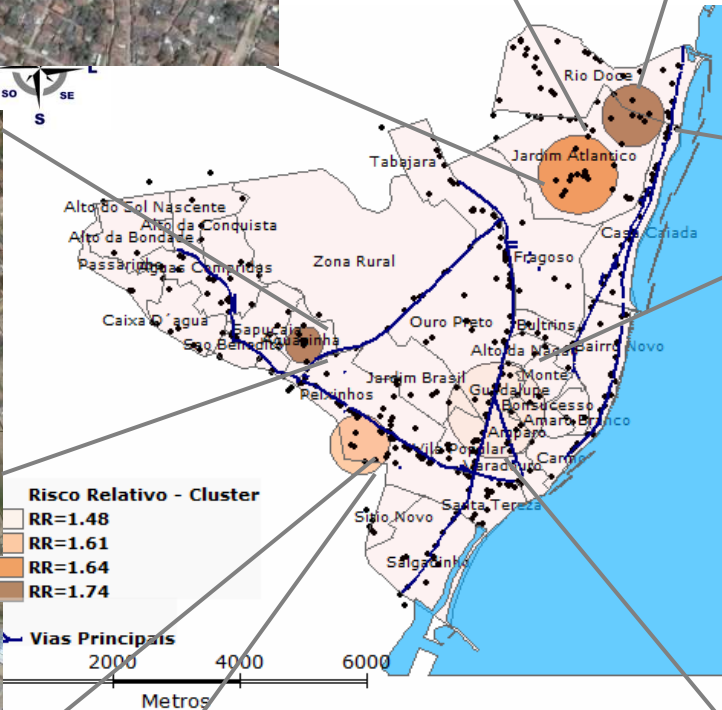 L
SO
SE
S
Rio Doce
Jardim Atlantico
Tabajara
Alto do Sol Nascente
Alto da Conquista
Alto da Bondade
Casa Caiada
Passarinho
Aguas Compridas
Zona Rural
Fragoso
Caixa D´agua
Sapucaia
Ouro Preto
Bultrins
Sao Benedito
Aguazinha
Alto da Nacao
Bairro Novo
Jardim Brasil
Monte
Peixinhos
Guadalupe
Bonsucesso
Amaro Branco
Amparo
Vila Popular
Carmo
Varadouro
Santa Tereza
Sitio Novo
Salgadinho
Risco Relativo - Cluster
RR=1.48
RR=1.61
RR=1.64
RR=1.74
Vias Principais
2000 4000 6000
Metros